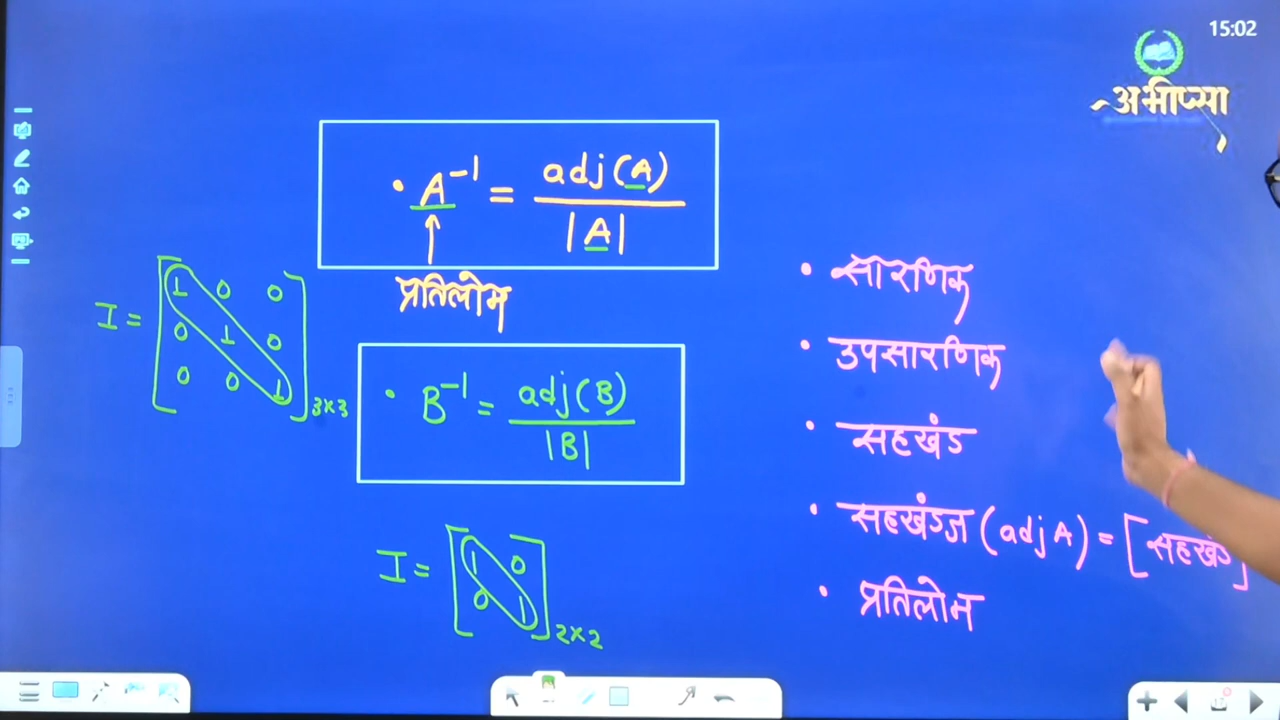 15:02
अभीप्सा
• A⁻¹ = adj(A) / |A|
प्रतिलोम
I = [1 0 0
0 1 0
0 0 1]3×3
• B⁻¹ = adj(B) / |B|
I = [1 0
0 1]2×2
• सारणिक
• उपसारणिक
• सहखंड
• सहखंडज (adj A) = [सहखंड]
• प्रतिलोम